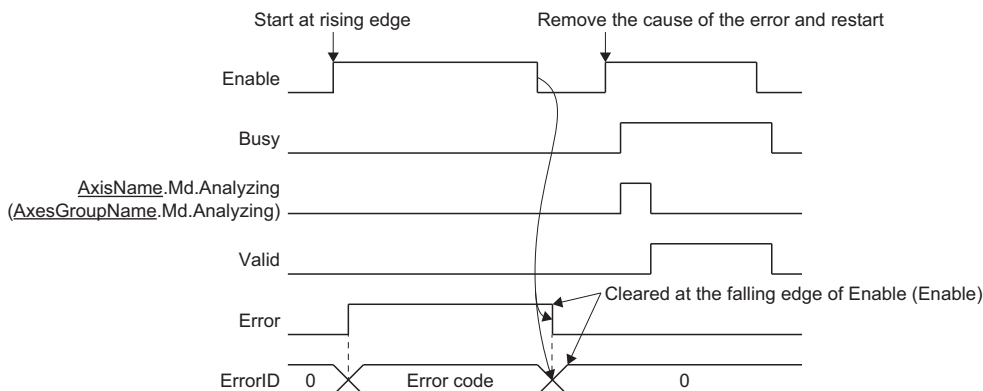 Start at rising edge
Remove the cause of the error and restart
Enable
Busy
AxisName.Md.Analyzing
(AxesGroupName.Md.Analyzing)
Valid
Cleared at the falling edge of Enable (Enable)
Error
ErrorID 0 Error code 0